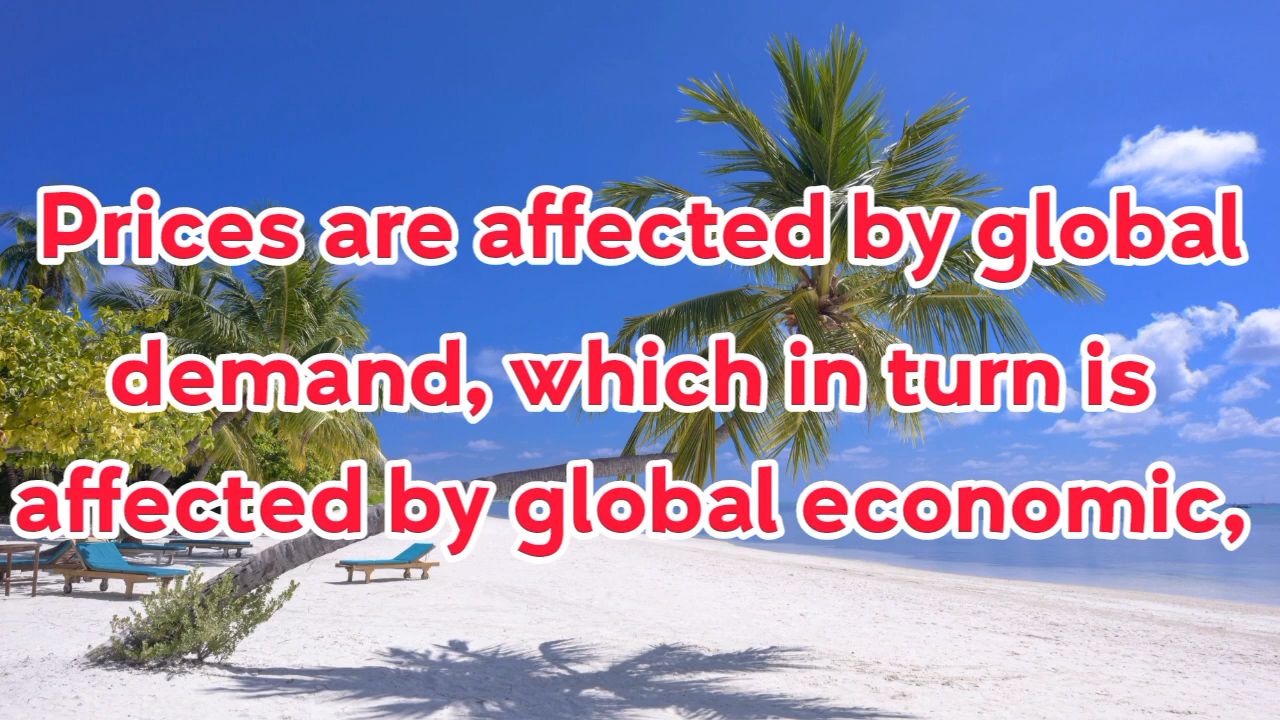 Prices are affected by global
demand, which in turn is
affected by global economic,